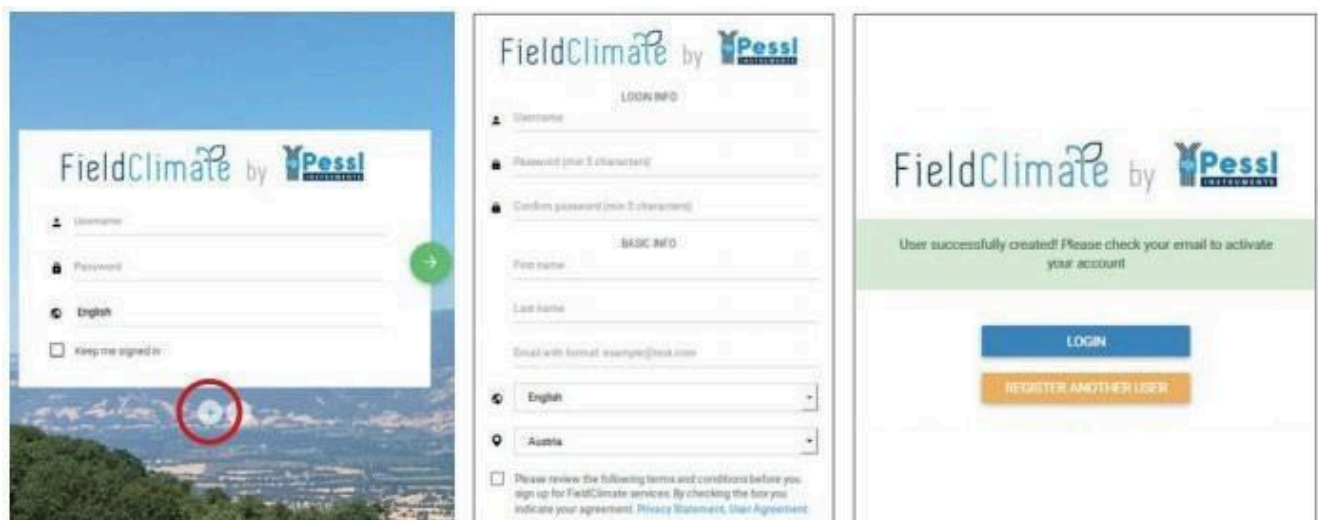 FieldClimate by Pessl
INSTRUMENTS
Username
Password
English
Keep me signed in
FieldClimate by Pessl
INSTRUMENTS
LOGIN INFO
Username
Password (min 5 characters)
Confirm password (min 5 characters)
BASIC INFO
First name
Last name
Email with format: example@test.com
English
Austria
Please review the following terms and conditions before you
sign up for FieldClimate services. By checking the box you
indicate your agreement. Privacy Statement, User Agreement
FieldClimate by Pessl
INSTRUMENTS
User successfully created! Please check your email to activate
your account
LOGIN
REGISTER ANOTHER USER